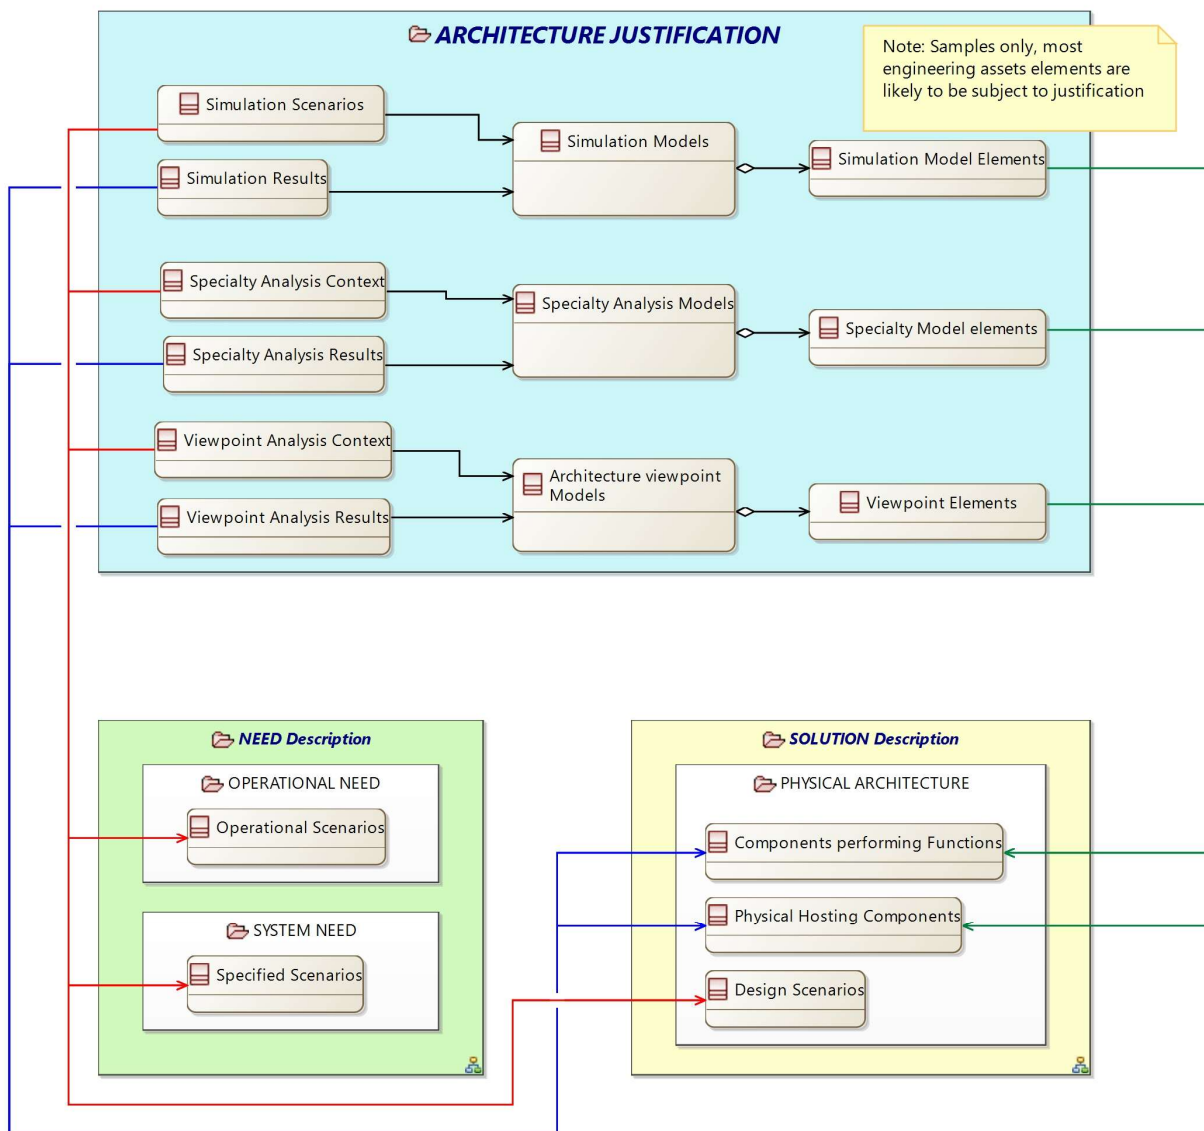 ARCHITECTURE JUSTIFICATION
Note: Samples only, most
engineering assets elements are
likely to be subject to justification
Simulation Scenarios
Simulation Models
Simulation Model Elements
Simulation Results
Specialty Analysis Context
Specialty Analysis Models
Specialty Model elements
Specialty Analysis Results
Viewpoint Analysis Context
Architecture viewpoint
Models
Viewpoint Elements
Viewpoint Analysis Results
NEED Description
OPERATIONAL NEED
Operational Scenarios
SYSTEM NEED
Specified Scenarios
SOLUTION Description
PHYSICAL ARCHITECTURE
Components performing Functions
Physical Hosting Components
Design Scenarios